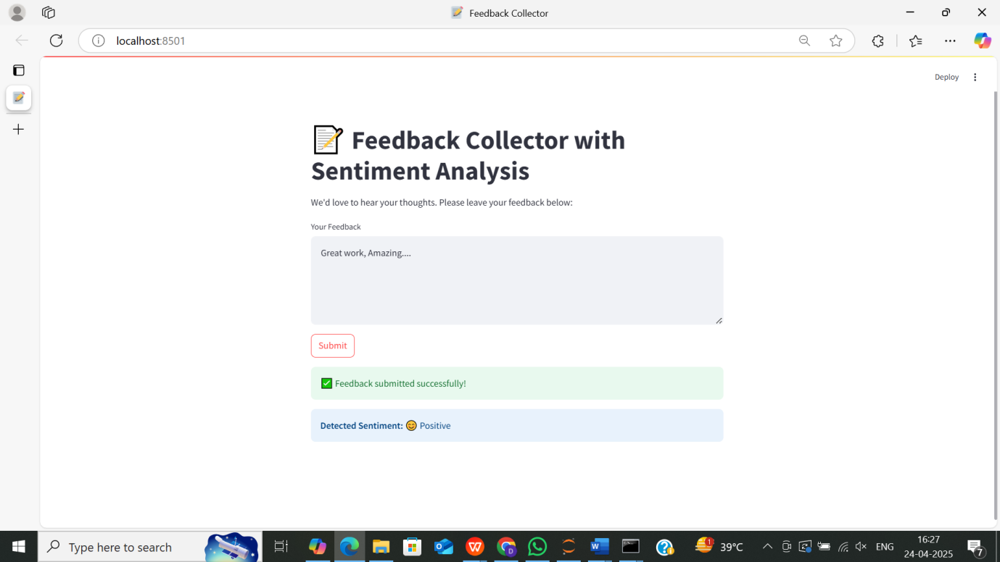 Feedback Collector
localhost:8501
Deploy
Feedback Collector with
Sentiment Analysis
We'd love to hear your thoughts. Please leave your feedback below:
Your Feedback
Great work, Amazing....
Submit
Feedback submitted successfully!
Detected Sentiment: 😊 Positive
Type here to search
W
D
W
1
39°C
ENG
16:27
24-04-2025
7